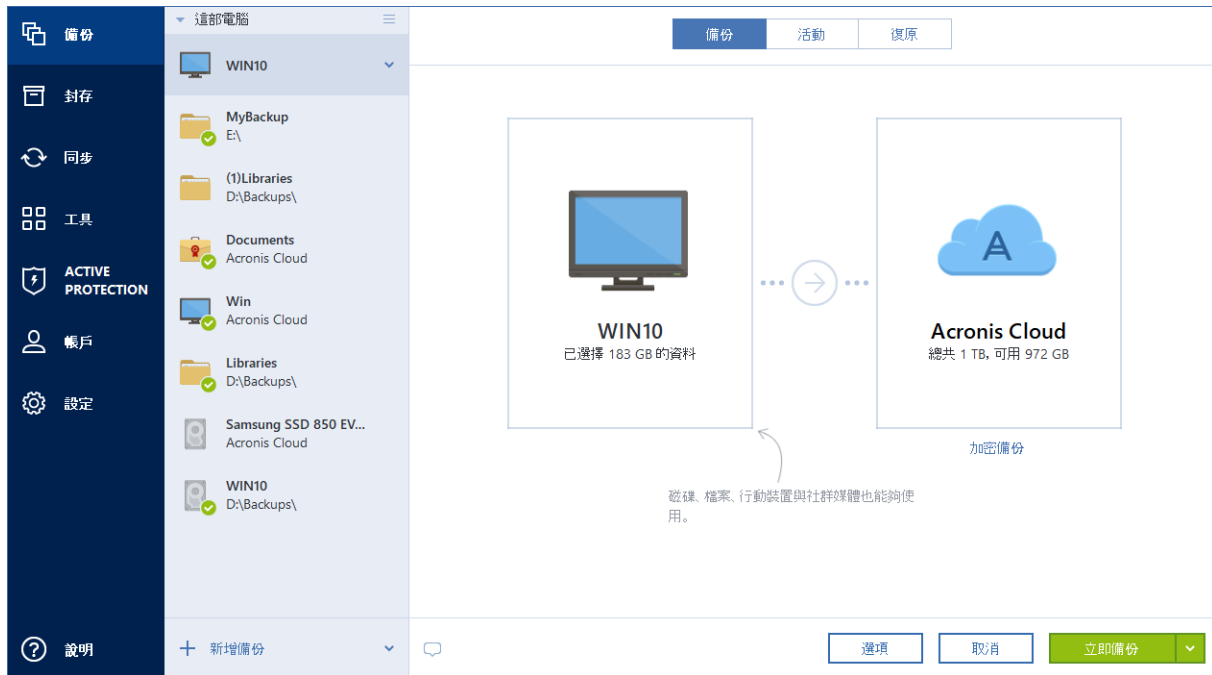 備份
封存
同步
工具
ACTIVE
PROTECTION
帳戶
設定
說明
這部電腦
WIN10
MyBackup
E:\
(1)Libraries
D:\Backups\
Documents
Acronis Cloud
Win
Acronis Cloud
Libraries
D:\Backups\
Samsung SSD 850 EV...
Acronis Cloud
WIN10
D:\Backups\
新增備份
備份
活動
復原
WIN10
已選擇 183 GB 的資料
Acronis Cloud
總共 1 TB, 可用 972 GB
加密備份
磁碟、檔案、行動裝置與社群媒體也能夠使
用。
選項
取消
立即備份